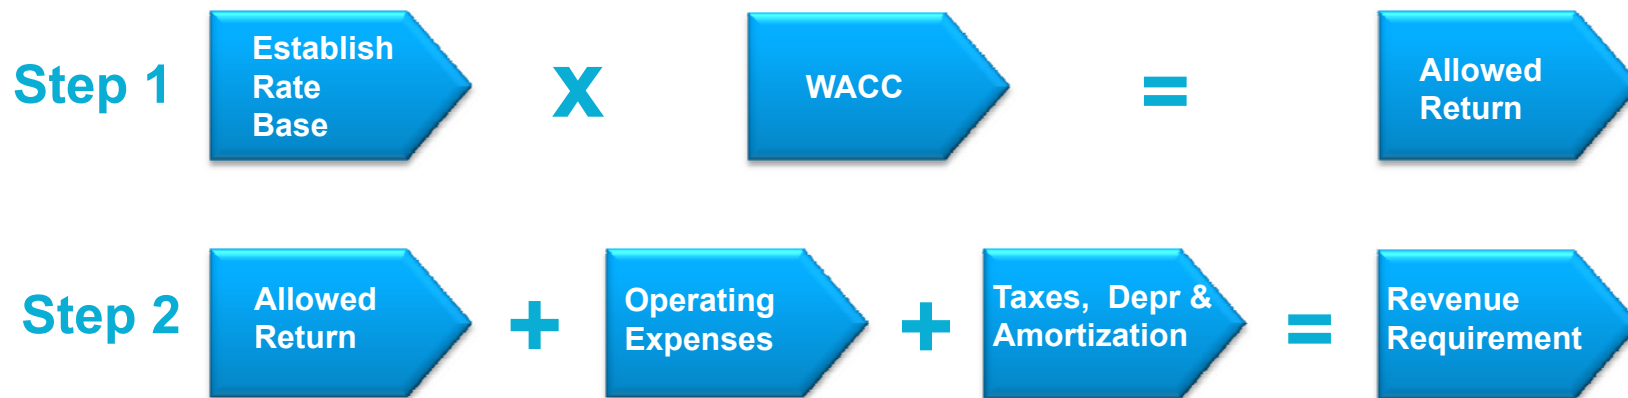 Step 1
Establish
Rate
Base
x
WACC
=
Allowed
Return
Step 2
Allowed
Return
+
Operating
Expenses
+
Taxes, Depr &
Amortization
=
Revenue
Requirement